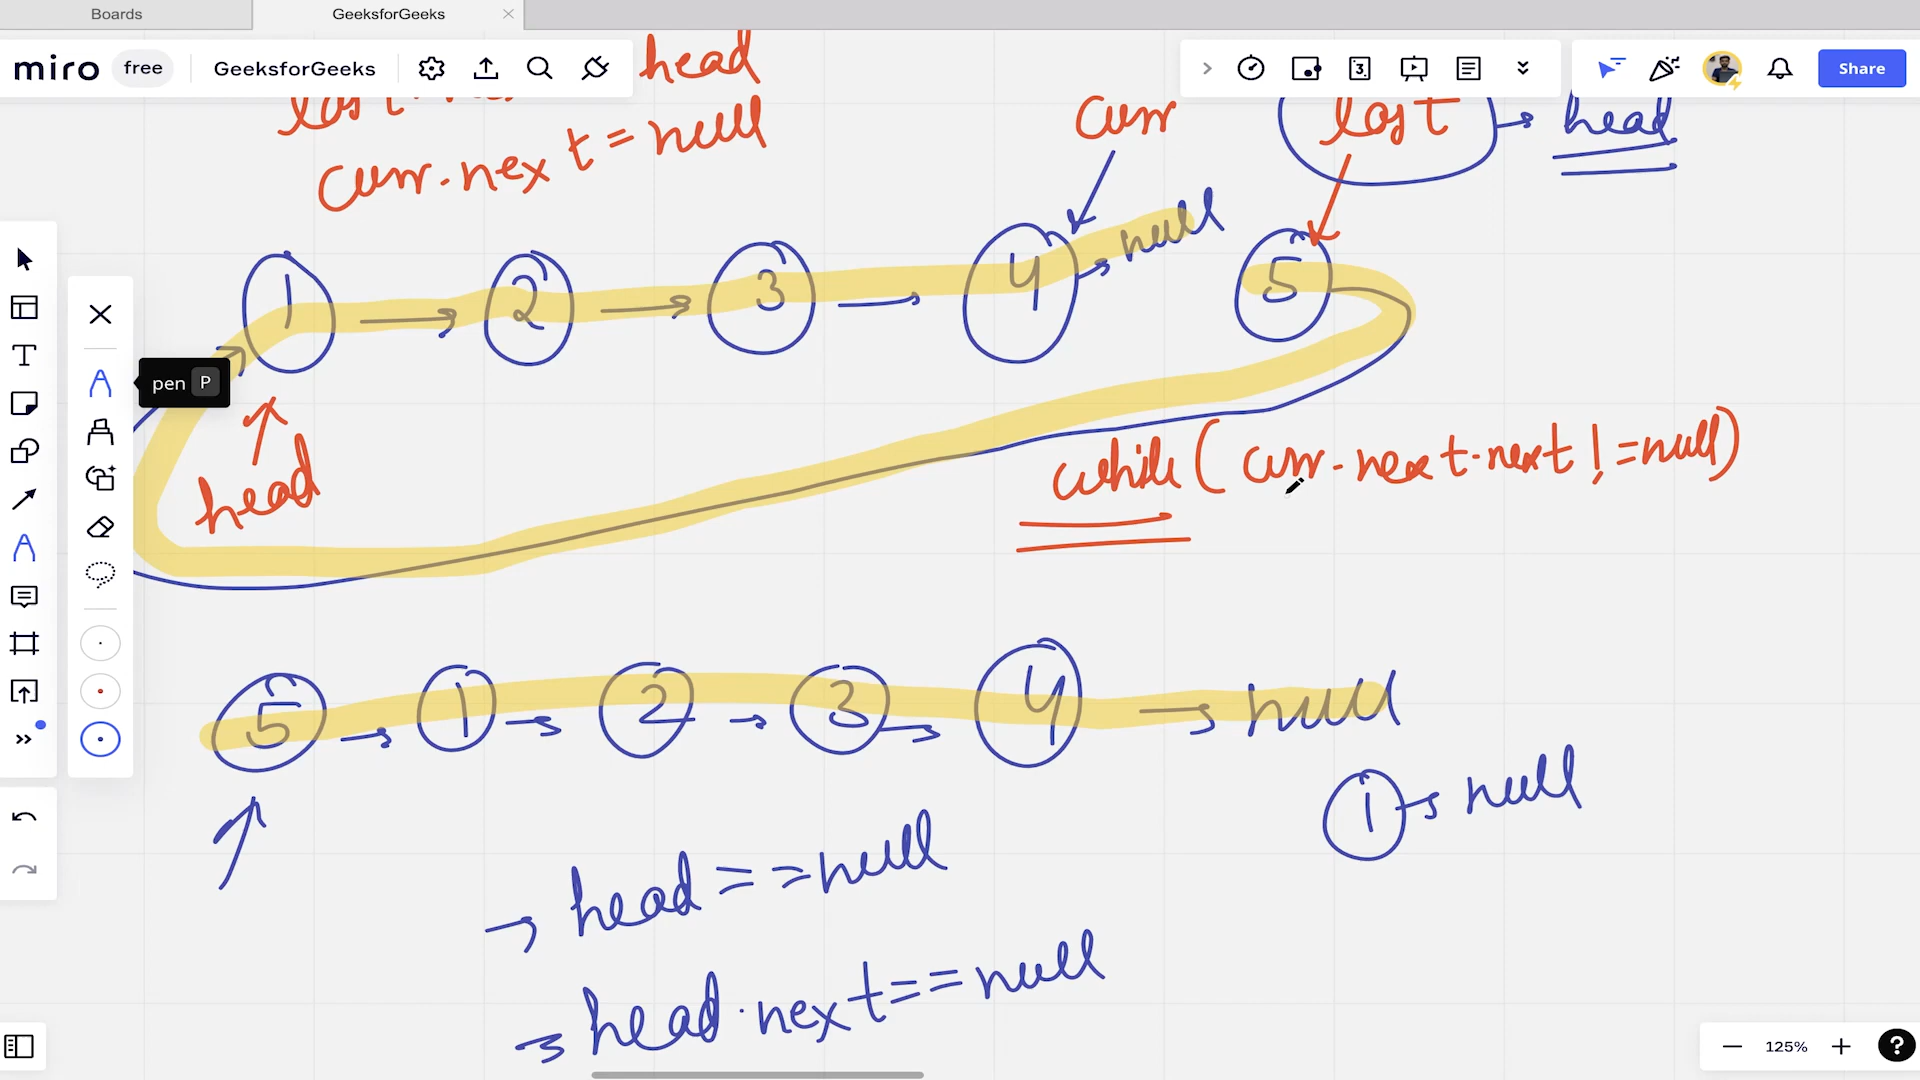 Boards
GeeksforGeeks
miro free GeeksforGeeks
head
Share
curr.next = null
curr
last → head
1 → 2 → 3 → 4 → null 5
pen P
head
while (curr.next.next != null)
5 → 1 → 2 → 3 → 4 → null
1 → null
→ head == null
→ head.next == null
125%